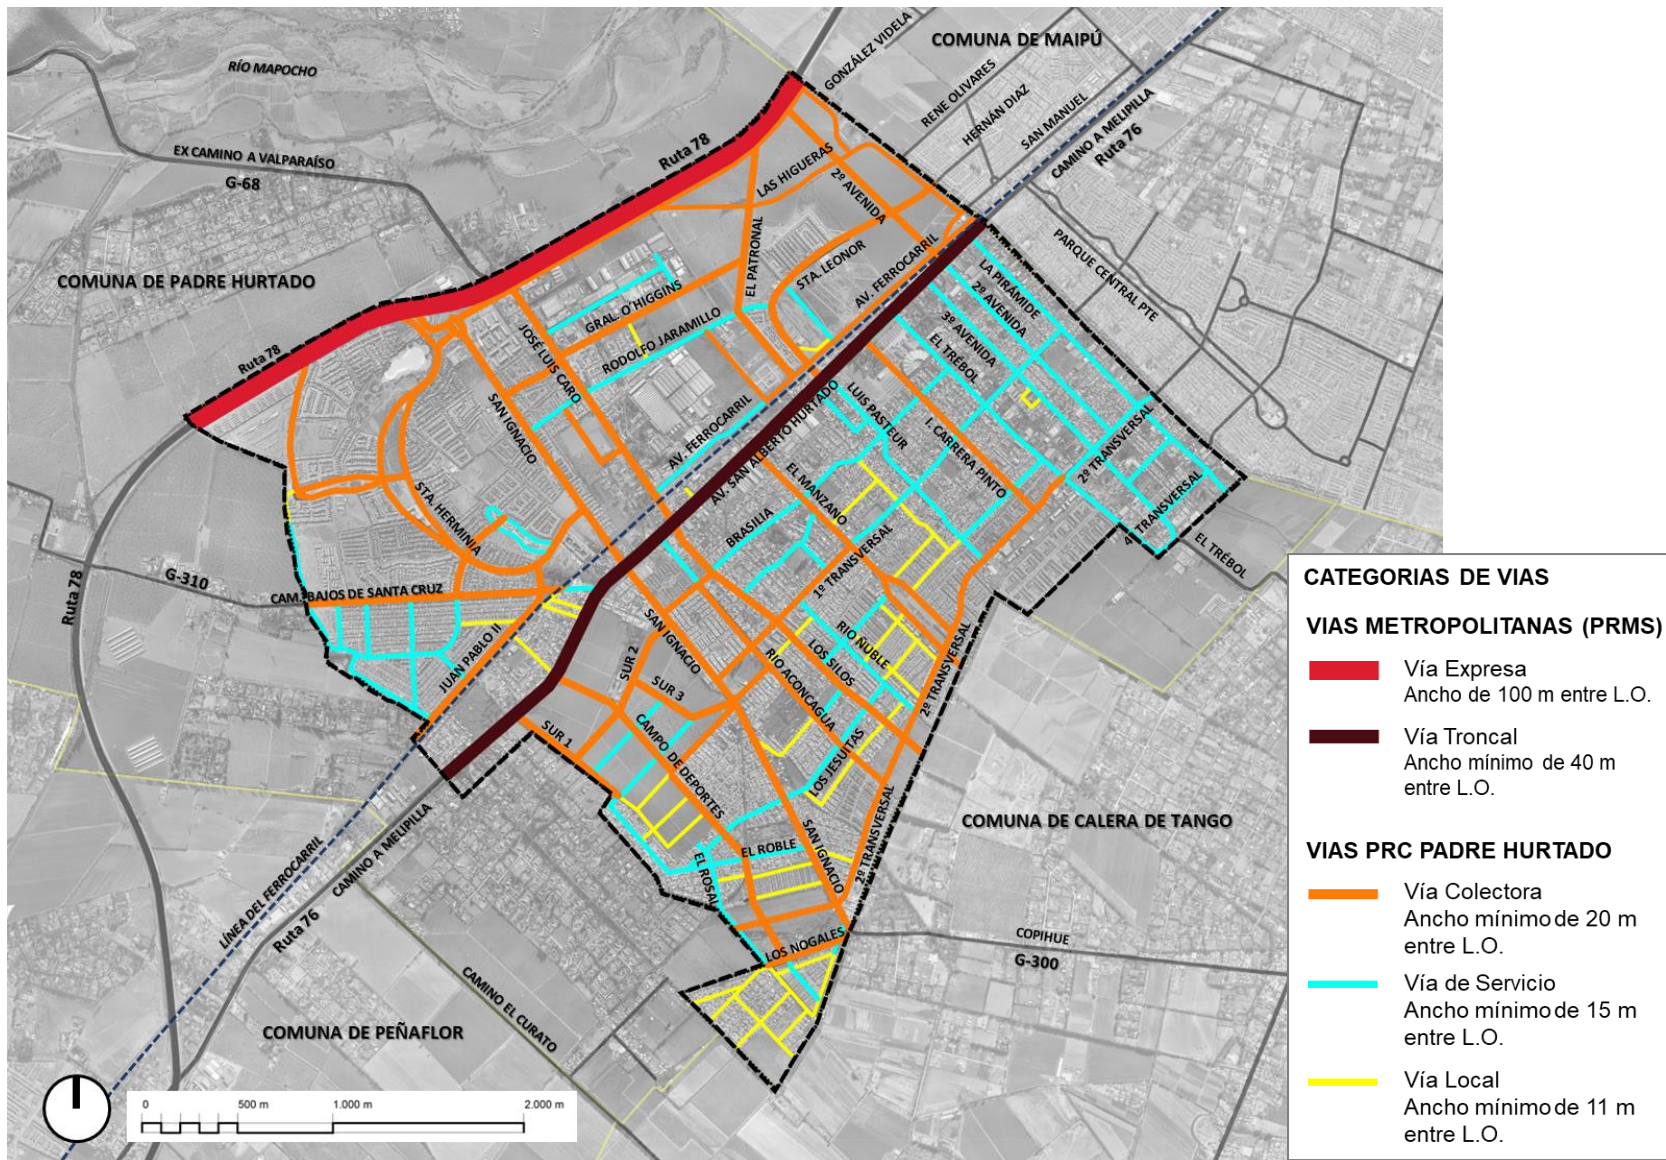 COMUNA DE MAIPÚ
GONZÁLEZ VIDELA
RENE OLIVARES
HERNÁN DIAZ
SAN MANUEL
CAMINO A MELIPILLA
Ruta 76
RÍO MAPOCHO
EX CAMINO A VALPARAÍSO
G-68
Ruta 78
LAS HIGUERAS
2º AVENIDA
EL PATRONAL
STA. LEONOR
AV. FERROCARRIL
PARQUE CENTRAL PTE
COMUNA DE PADRE HURTADO
LA PIRÁMIDE
2º AVENIDA
3º AVENIDA
EL TRÉBOL
GRAL. O'HIGGINS
JOSÉ LUIS CARO
RODOLFO JARAMILLO
Ruta 78
SAN IGNACIO
AV. FERROCARRIL
AV. SAN ALBERTO HURTADO
LUIS PASTEUR
I. CARRERA PINTO
2º TRANSVERSAL
4º TRANSVERSAL
EL TRÉBOL
STA. HERMINIA
EL MANZANO
BRASILIA
1º TRANSVERSAL
G-310
Ruta 78
CAM. BAJOS DE SANTA CRUZ
JUAN PABLO II
SAN IGNACIO
SUR 2
SUR 3
SUR 1
RIO ÑUBLE
LOS SILOS
RIO ACONCAGUA
2º TRANSVERSAL
CAMPO DE DEPORTES
LOS JESUITAS
COMUNA DE CALERA DE TANGO
2º TRANSVERSAL
SAN IGNACIO
EL ROBLE
EL ROSAL
LOS NOGALES
COPIHUE
G-300
LÍNEA DEL FERROCARRIL
CAMINO A MELIPILLA
Ruta 76
CAMINO EL CURATO
COMUNA DE PEÑAFLOR
0 500 m 1.000 m 2.000 m
CATEGORIAS DE VIAS
VIAS METROPOLITANAS (PRMS)
Vía Expresa
Ancho de 100 m entre L.O.
Vía Troncal
Ancho mínimo de 40 m
entre L.O.
VIAS PRC PADRE HURTADO
Vía Colectora
Ancho mínimo de 20 m
entre L.O.
Vía de Servicio
Ancho mínimo de 15 m
entre L.O.
Vía Local
Ancho mínimo de 11 m
entre L.O.